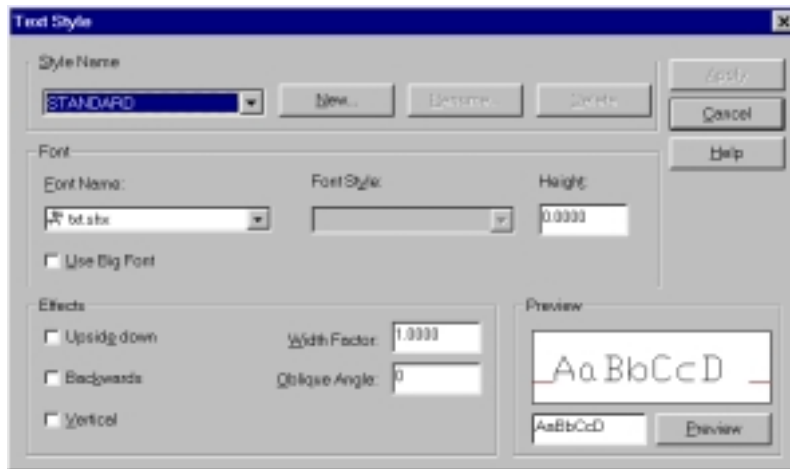 Text Style
Style Name
STANDARD
New...
Rename...
Delete
Apply
Cancel
Help
Font
Font Name:
Font Style:
Height:
txt.shx
0.0000
Use Big Font
Effects
Upside down
Width Factor:
1.0000
Backwards
Oblique Angle:
0
Vertical
Preview
AaBbCcD
AaBbCcD
Preview